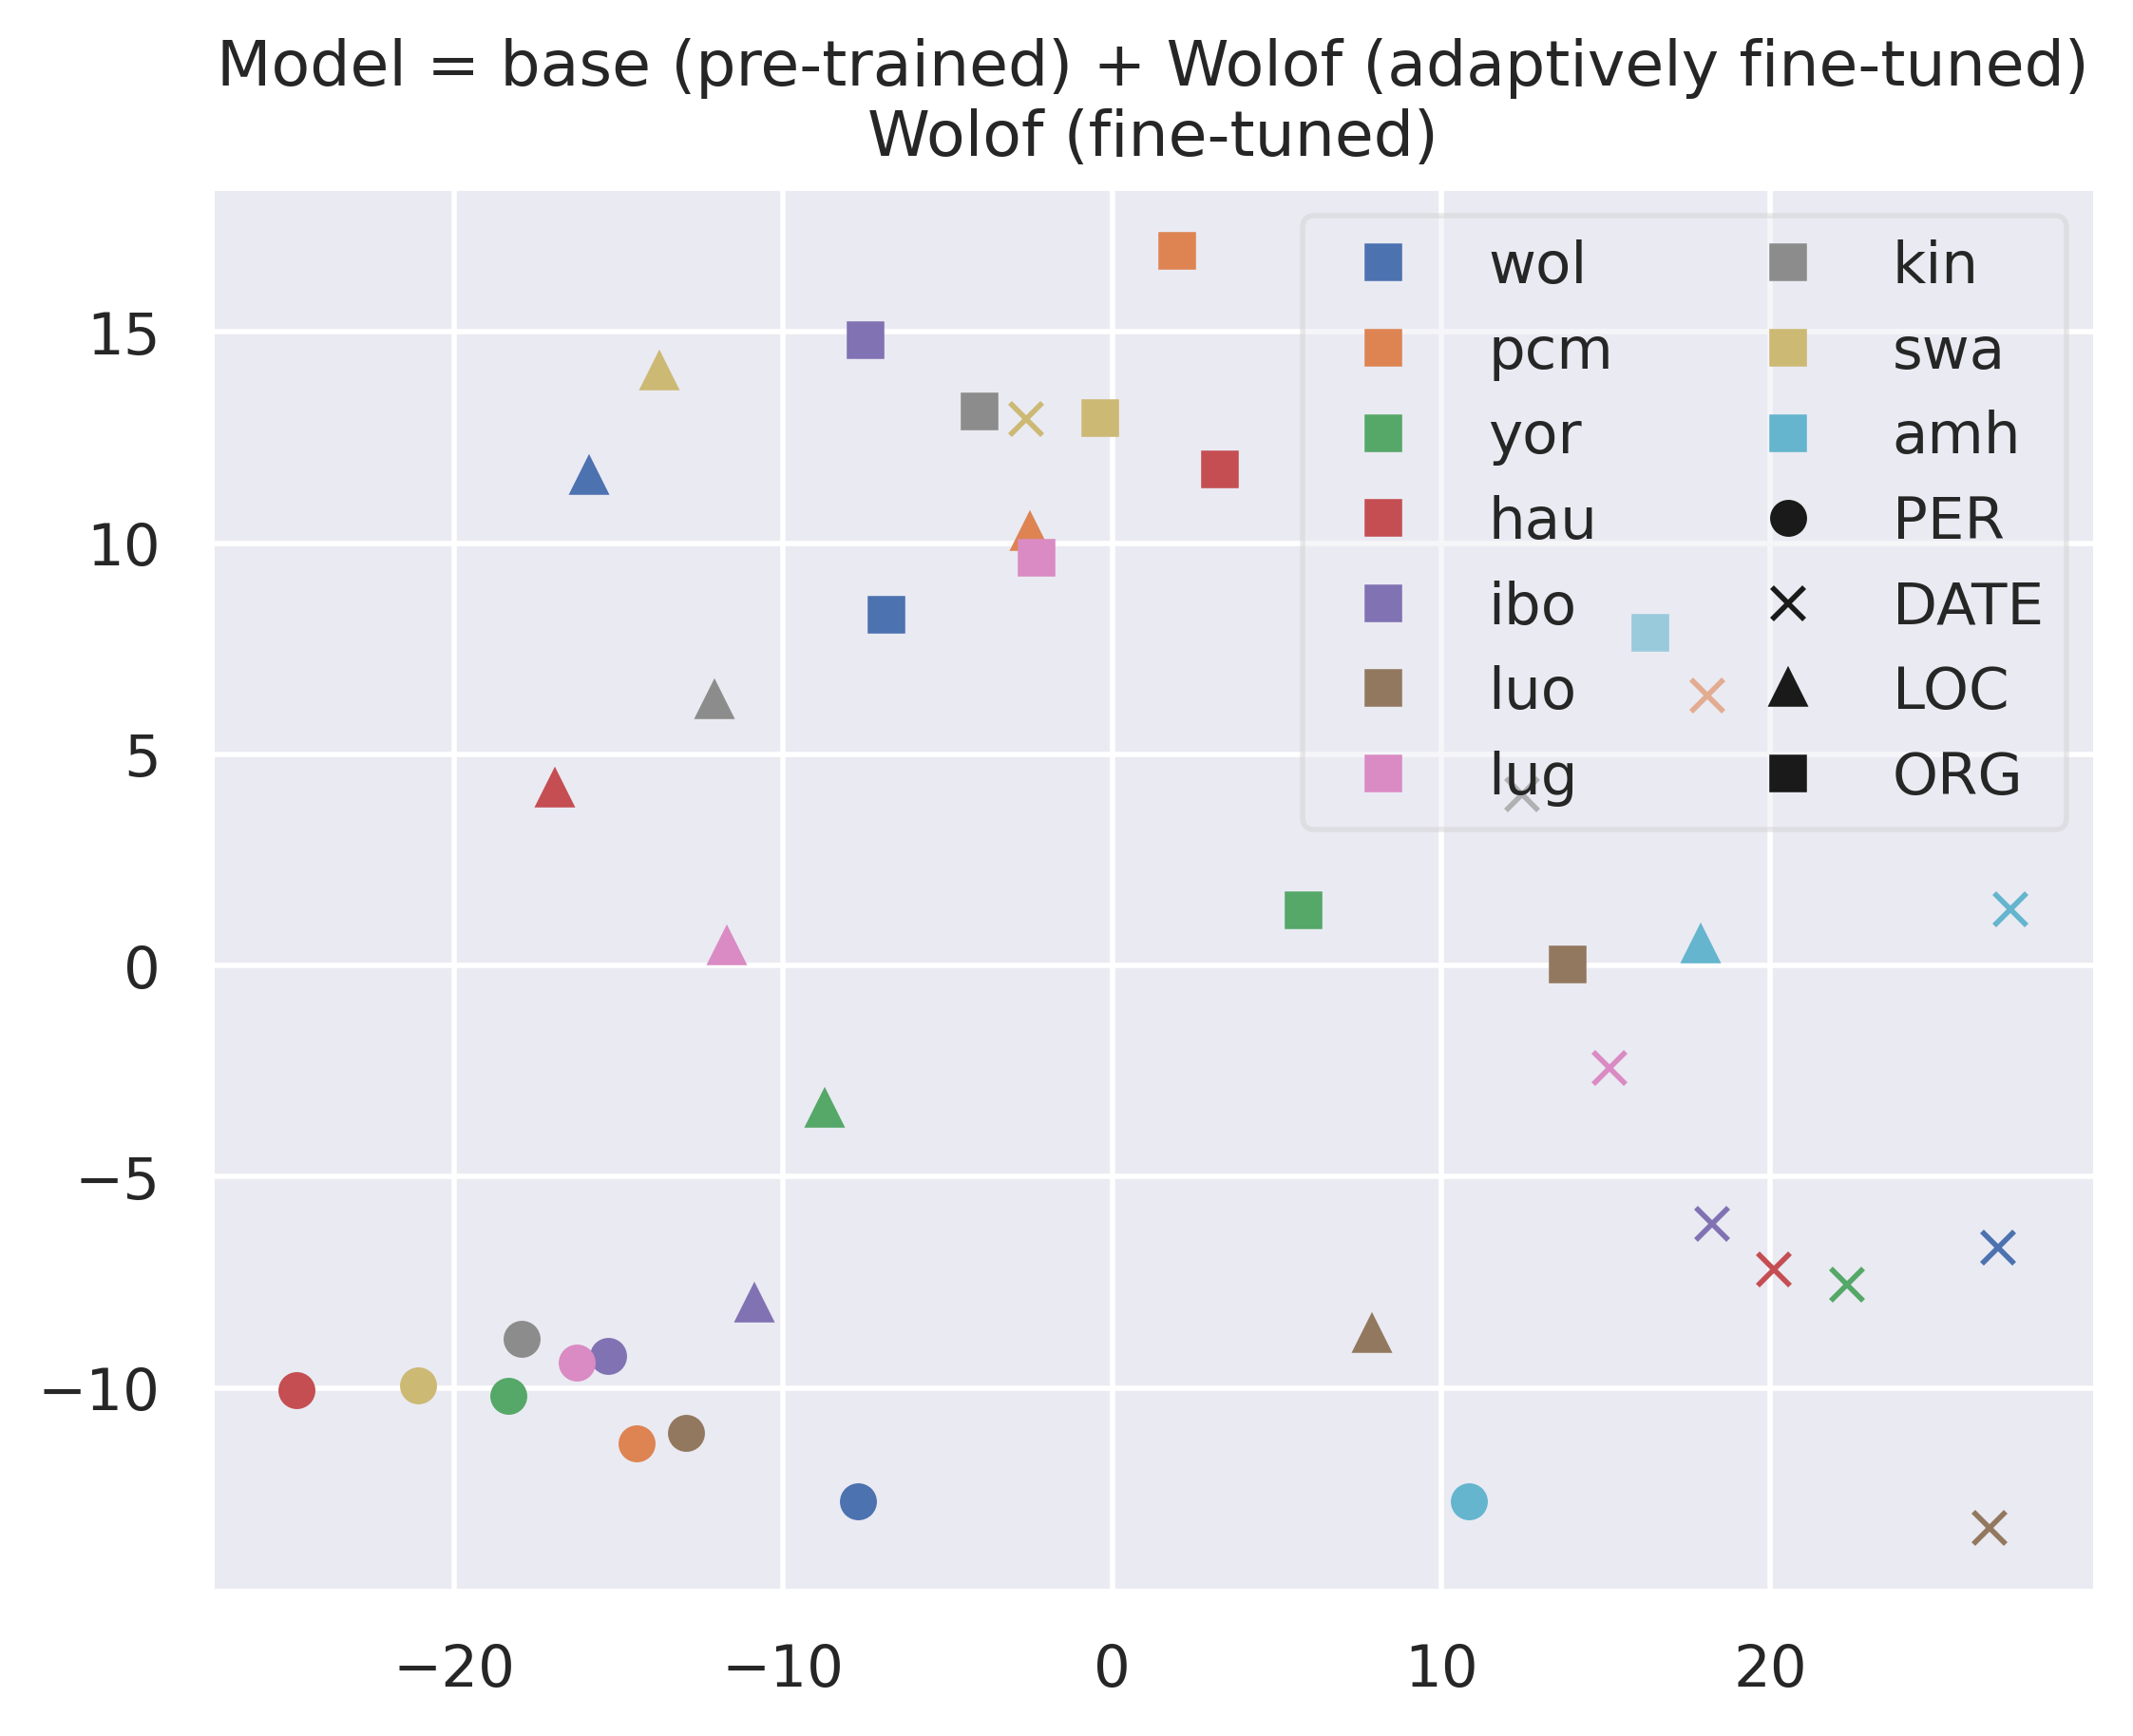 Model = base (pre-trained) + Wolof (adaptively fine-tuned)
Wolof (fine-tuned)
wol
pcm
yor
hau
ibo
luo
lug
kin
swa
amh
PER
DATE
LOC
ORG
15
10
5
0
−5
−10
−20 −10 0 10 20